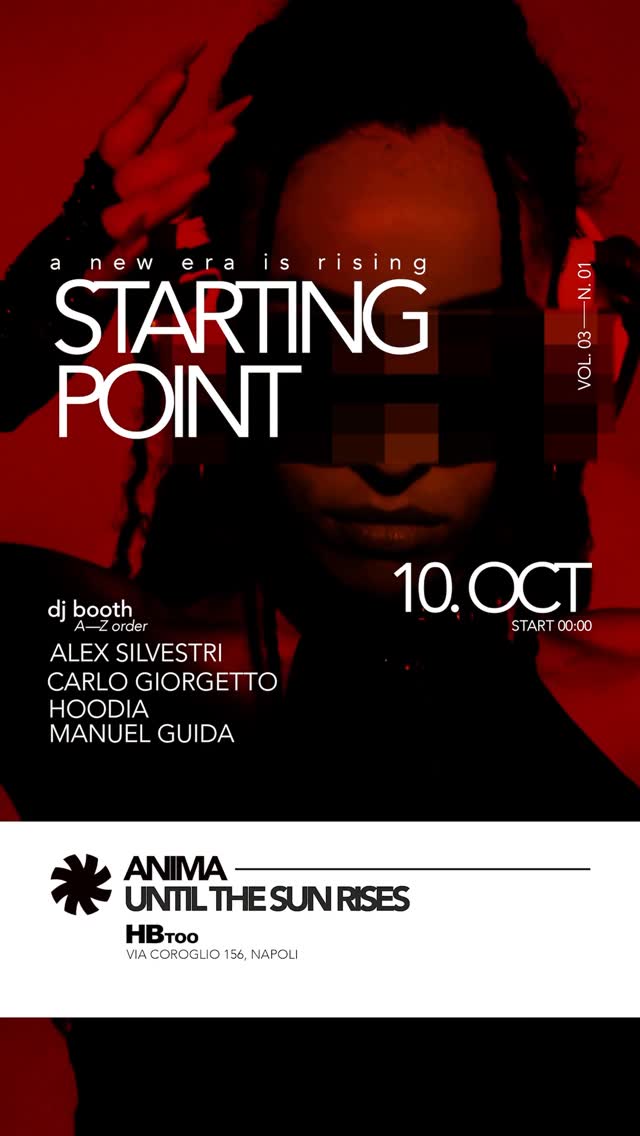 a new era is rising
STARTING
POINT
VOL. 03 — N. 01
10. OCT
START 00:00
dj booth
A—Z order
ALEX SILVESTRI
CARLO GIORGETTO
HOODIA
MANUEL GUIDA
ANIMA
UNTIL THE SUN RISES
HBTOO
VIA COROGLIO 156, NAPOLI